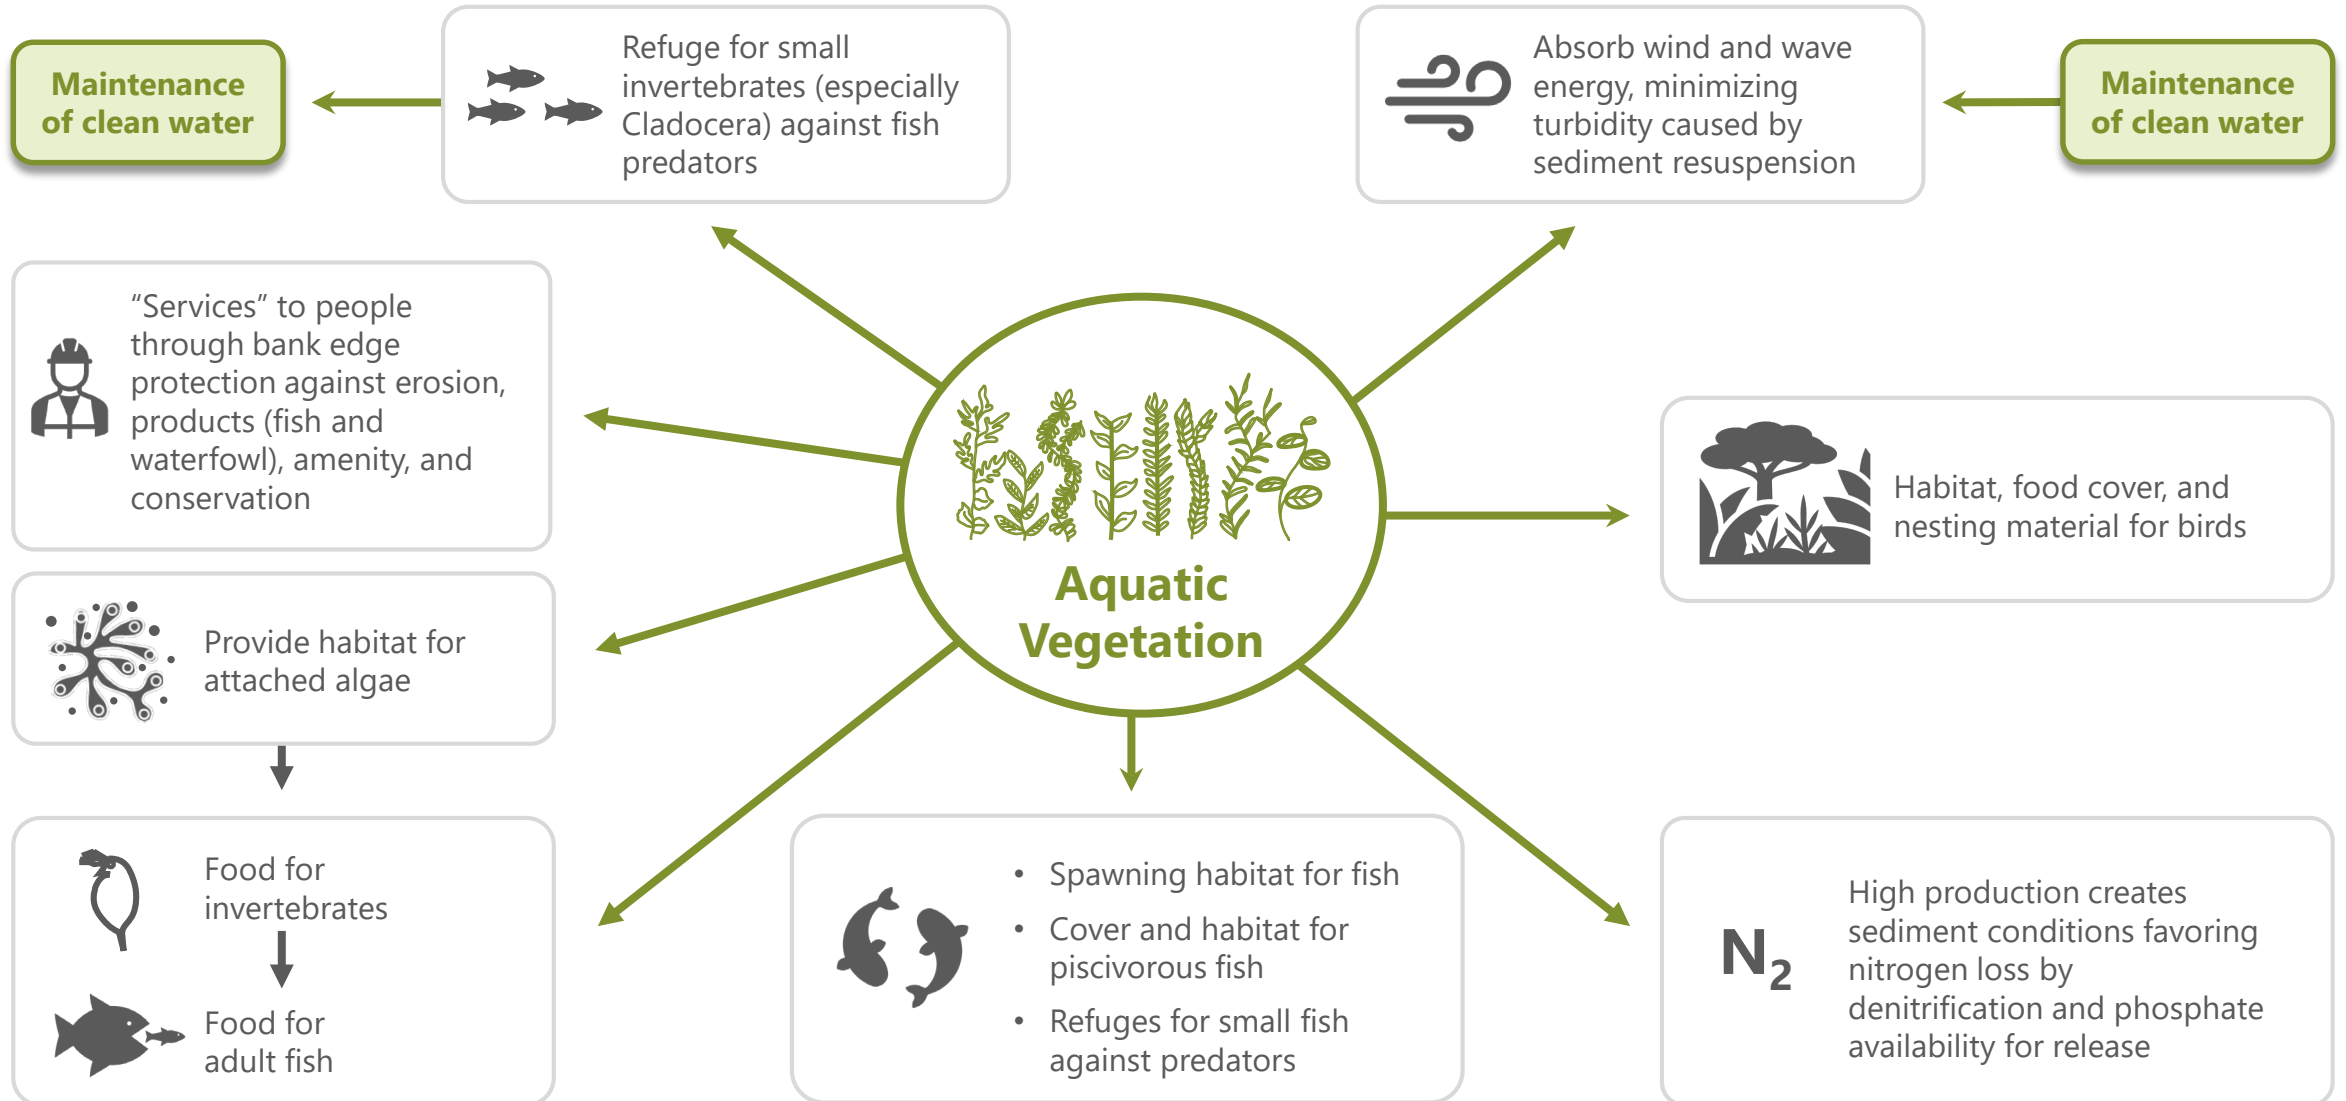 Maintenance
of clean water
Refuge for small
invertebrates (especially
Cladocera) against fish
predators
Absorb wind and wave
energy, minimizing
turbidity caused by
sediment resuspension
Maintenance
of clean water
“Services” to people
through bank edge
protection against erosion,
products (fish and
waterfowl), amenity, and
conservation
Habitat, food cover, and
nesting material for birds
Aquatic
Vegetation
Provide habitat for
attached algae
Food for
invertebrates
Food for
adult fish
• Spawning habitat for fish
• Cover and habitat for
piscivorous fish
• Refuges for small fish
against predators
N₂
High production creates
sediment conditions favoring
nitrogen loss by
denitrification and phosphate
availability for release